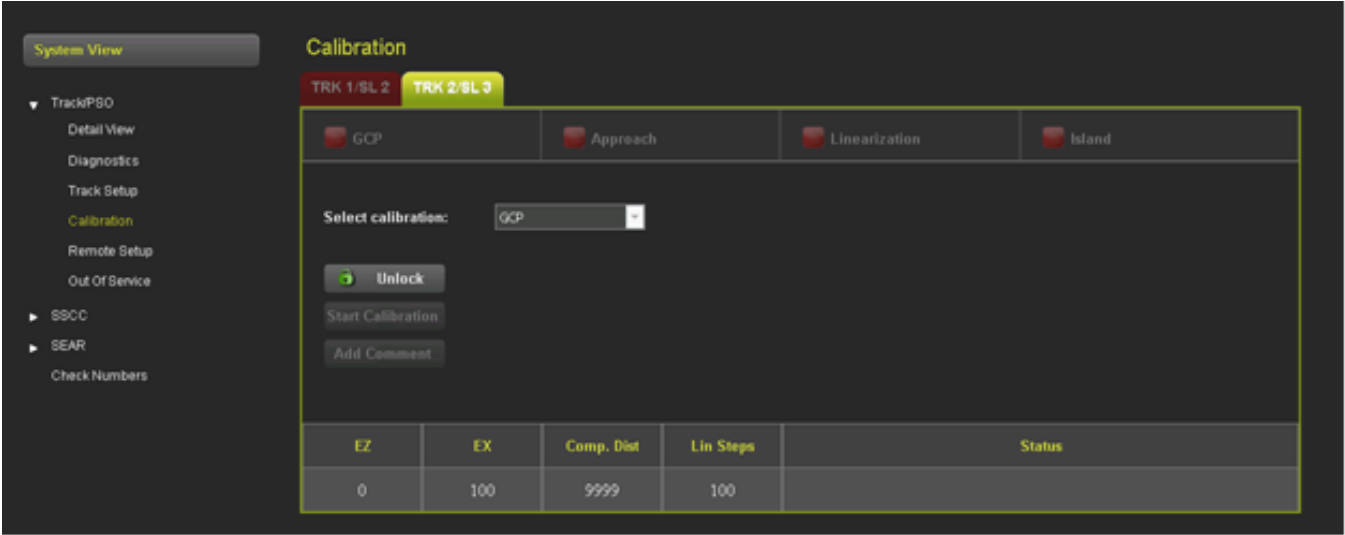 System View
Track/PSO
Detail View
Diagnostics
Track Setup
Calibration
Remote Setup
Out Of Service
SSCC
SEAR
Check Numbers
Calibration
TRK 1/SL 2 TRK 2/SL 3
GCP Approach Linearization Island
Select calibration: GCP
Unlock
Start Calibration
Add Comment
EZ EX Comp. Dist Lin Steps Status
0 100 9999 100